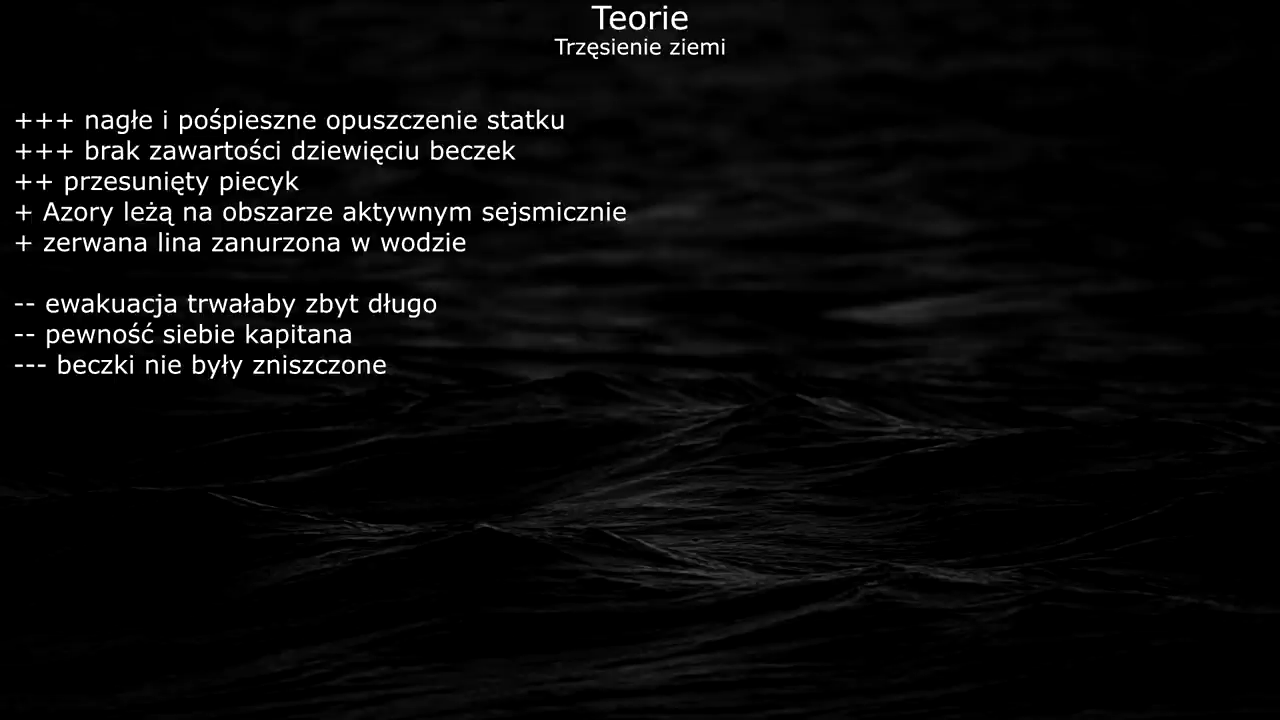 Teorie
Trzęsienie ziemi
+++ nagłe i pośpieszne opuszczenie statku
+++ brak zawartości dziewięciu beczek
++ przesunięty piecyk
+ Azory leżą na obszarze aktywnym sejsmicznie
+ zerwana lina zanurzona w wodzie
-- ewakuacja trwałaby zbyt długo
-- pewność siebie kapitana
--- beczki nie były zniszczone